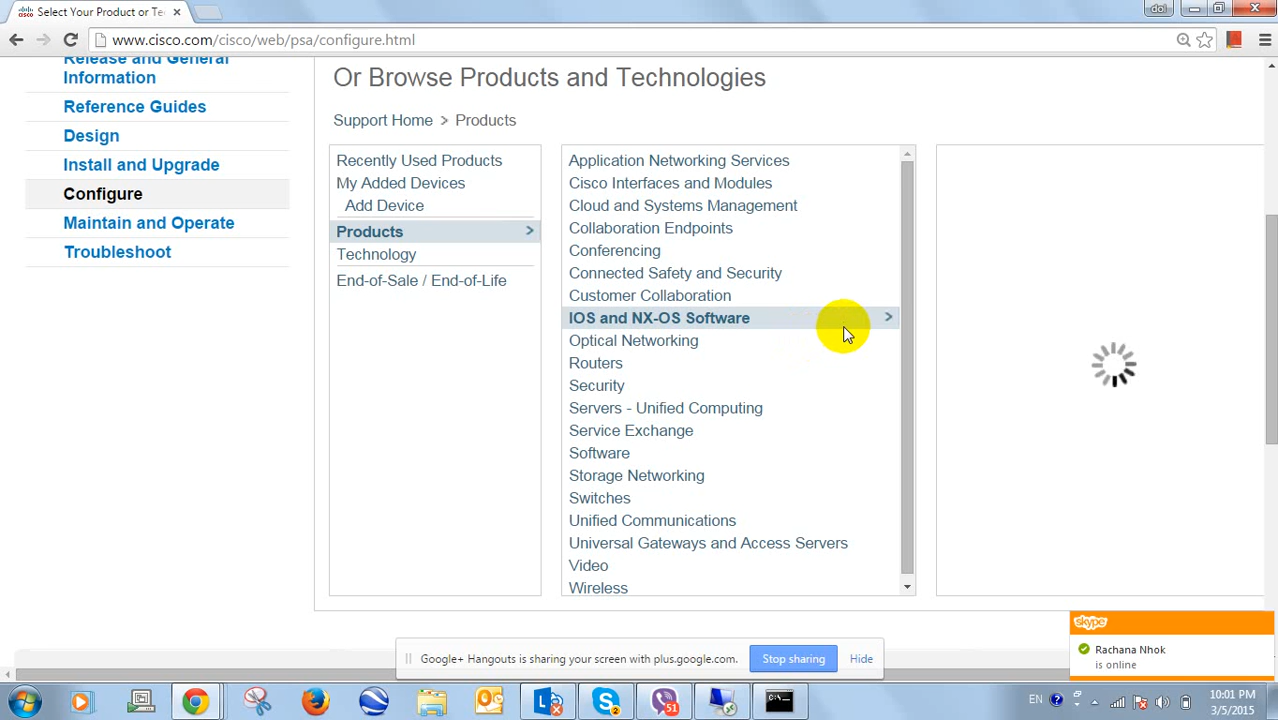 Select Your Product or Te
dol
www.cisco.com/cisco/web/psa/configure.html
Release and General
Information
Reference Guides
Design
Install and Upgrade
Configure
Maintain and Operate
Troubleshoot
Or Browse Products and Technologies
Support Home > Products
Recently Used Products
My Added Devices
Add Device
Products >
Technology
End-of-Sale / End-of-Life
Application Networking Services
Cisco Interfaces and Modules
Cloud and Systems Management
Collaboration Endpoints
Conferencing
Connected Safety and Security
Customer Collaboration
IOS and NX-OS Software >
Optical Networking
Routers
Security
Servers - Unified Computing
Service Exchange
Software
Storage Networking
Switches
Unified Communications
Universal Gateways and Access Servers
Video
Wireless
skype
Rachana Nhok
is online
Google+ Hangouts is sharing your screen with plus.google.com.
Stop sharing
Hide
2
51
C:\
EN
10:01 PM
3/5/2015